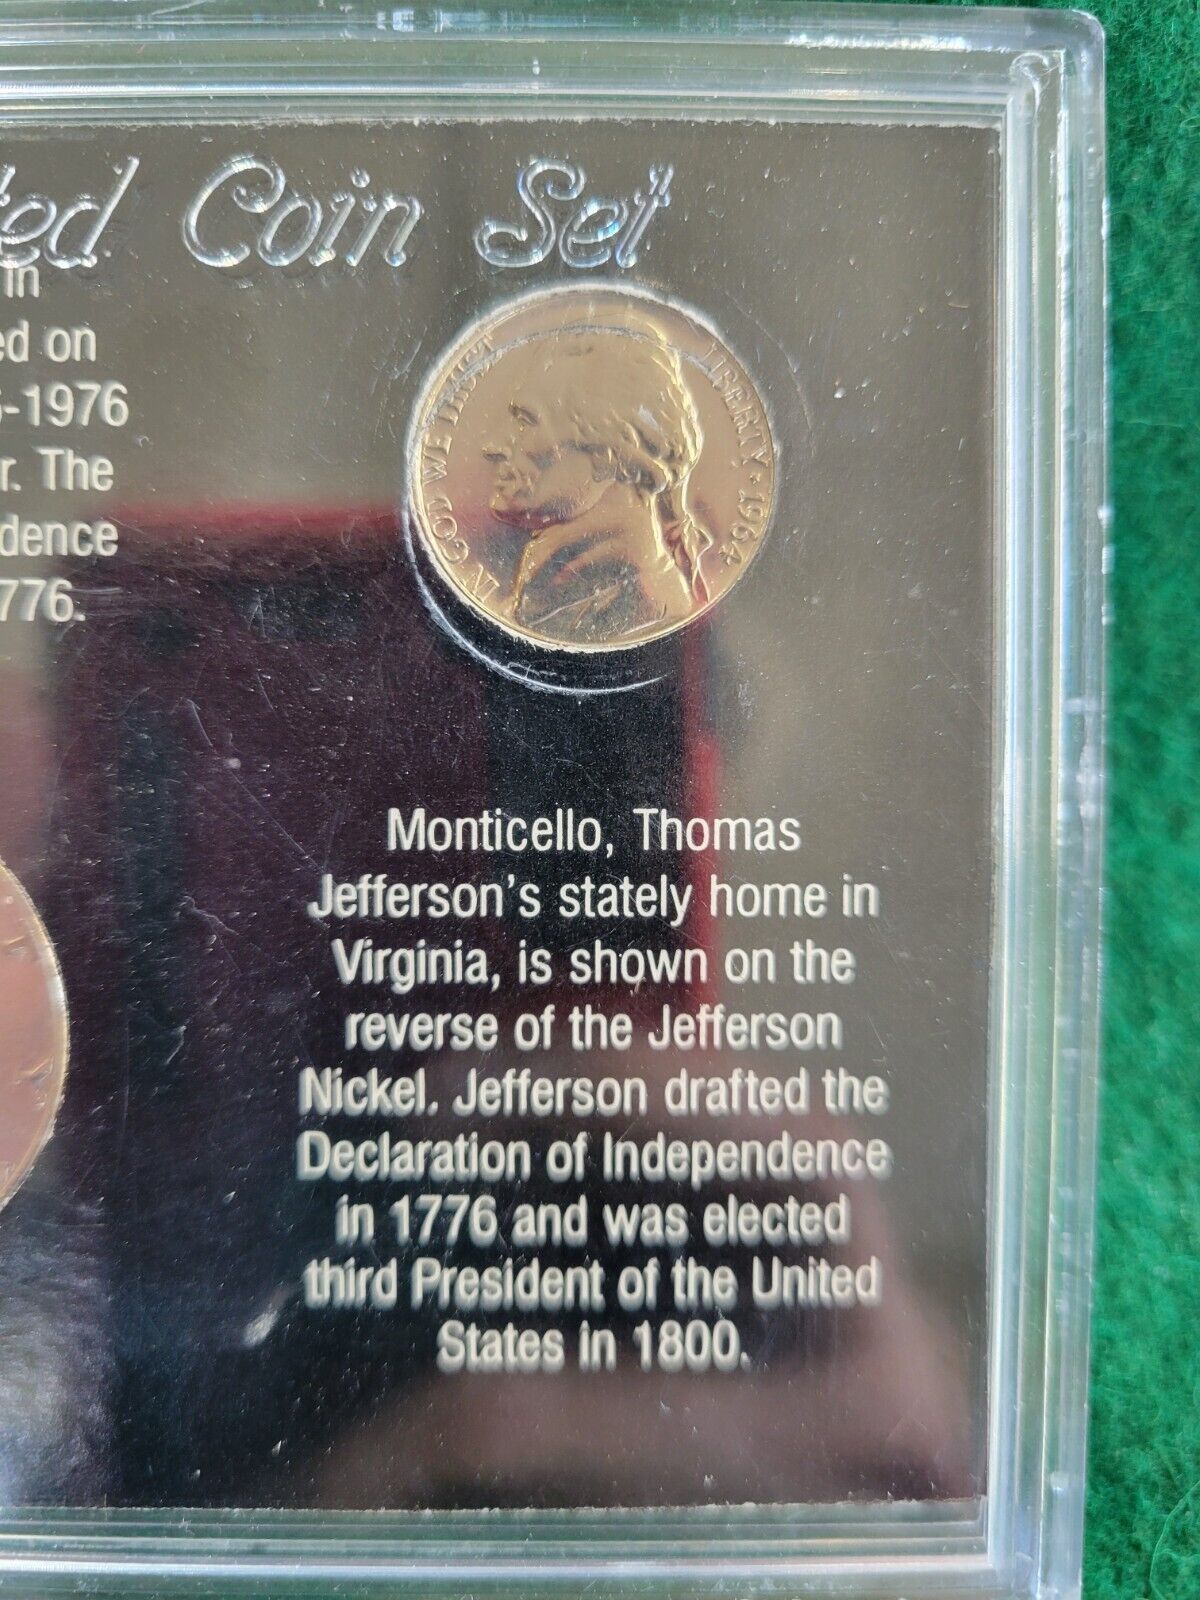 ted Coin Set
in
ed on
-1976
r. The
dence
776.
IN GOD WE TRUST
LIBERTY * 1964
Monticello, Thomas
Jefferson's stately home in
Virginia, is shown on the
reverse of the Jefferson
Nickel. Jefferson drafted the
Declaration of Independence
in 1776 and was elected
third President of the United
States in 1800.